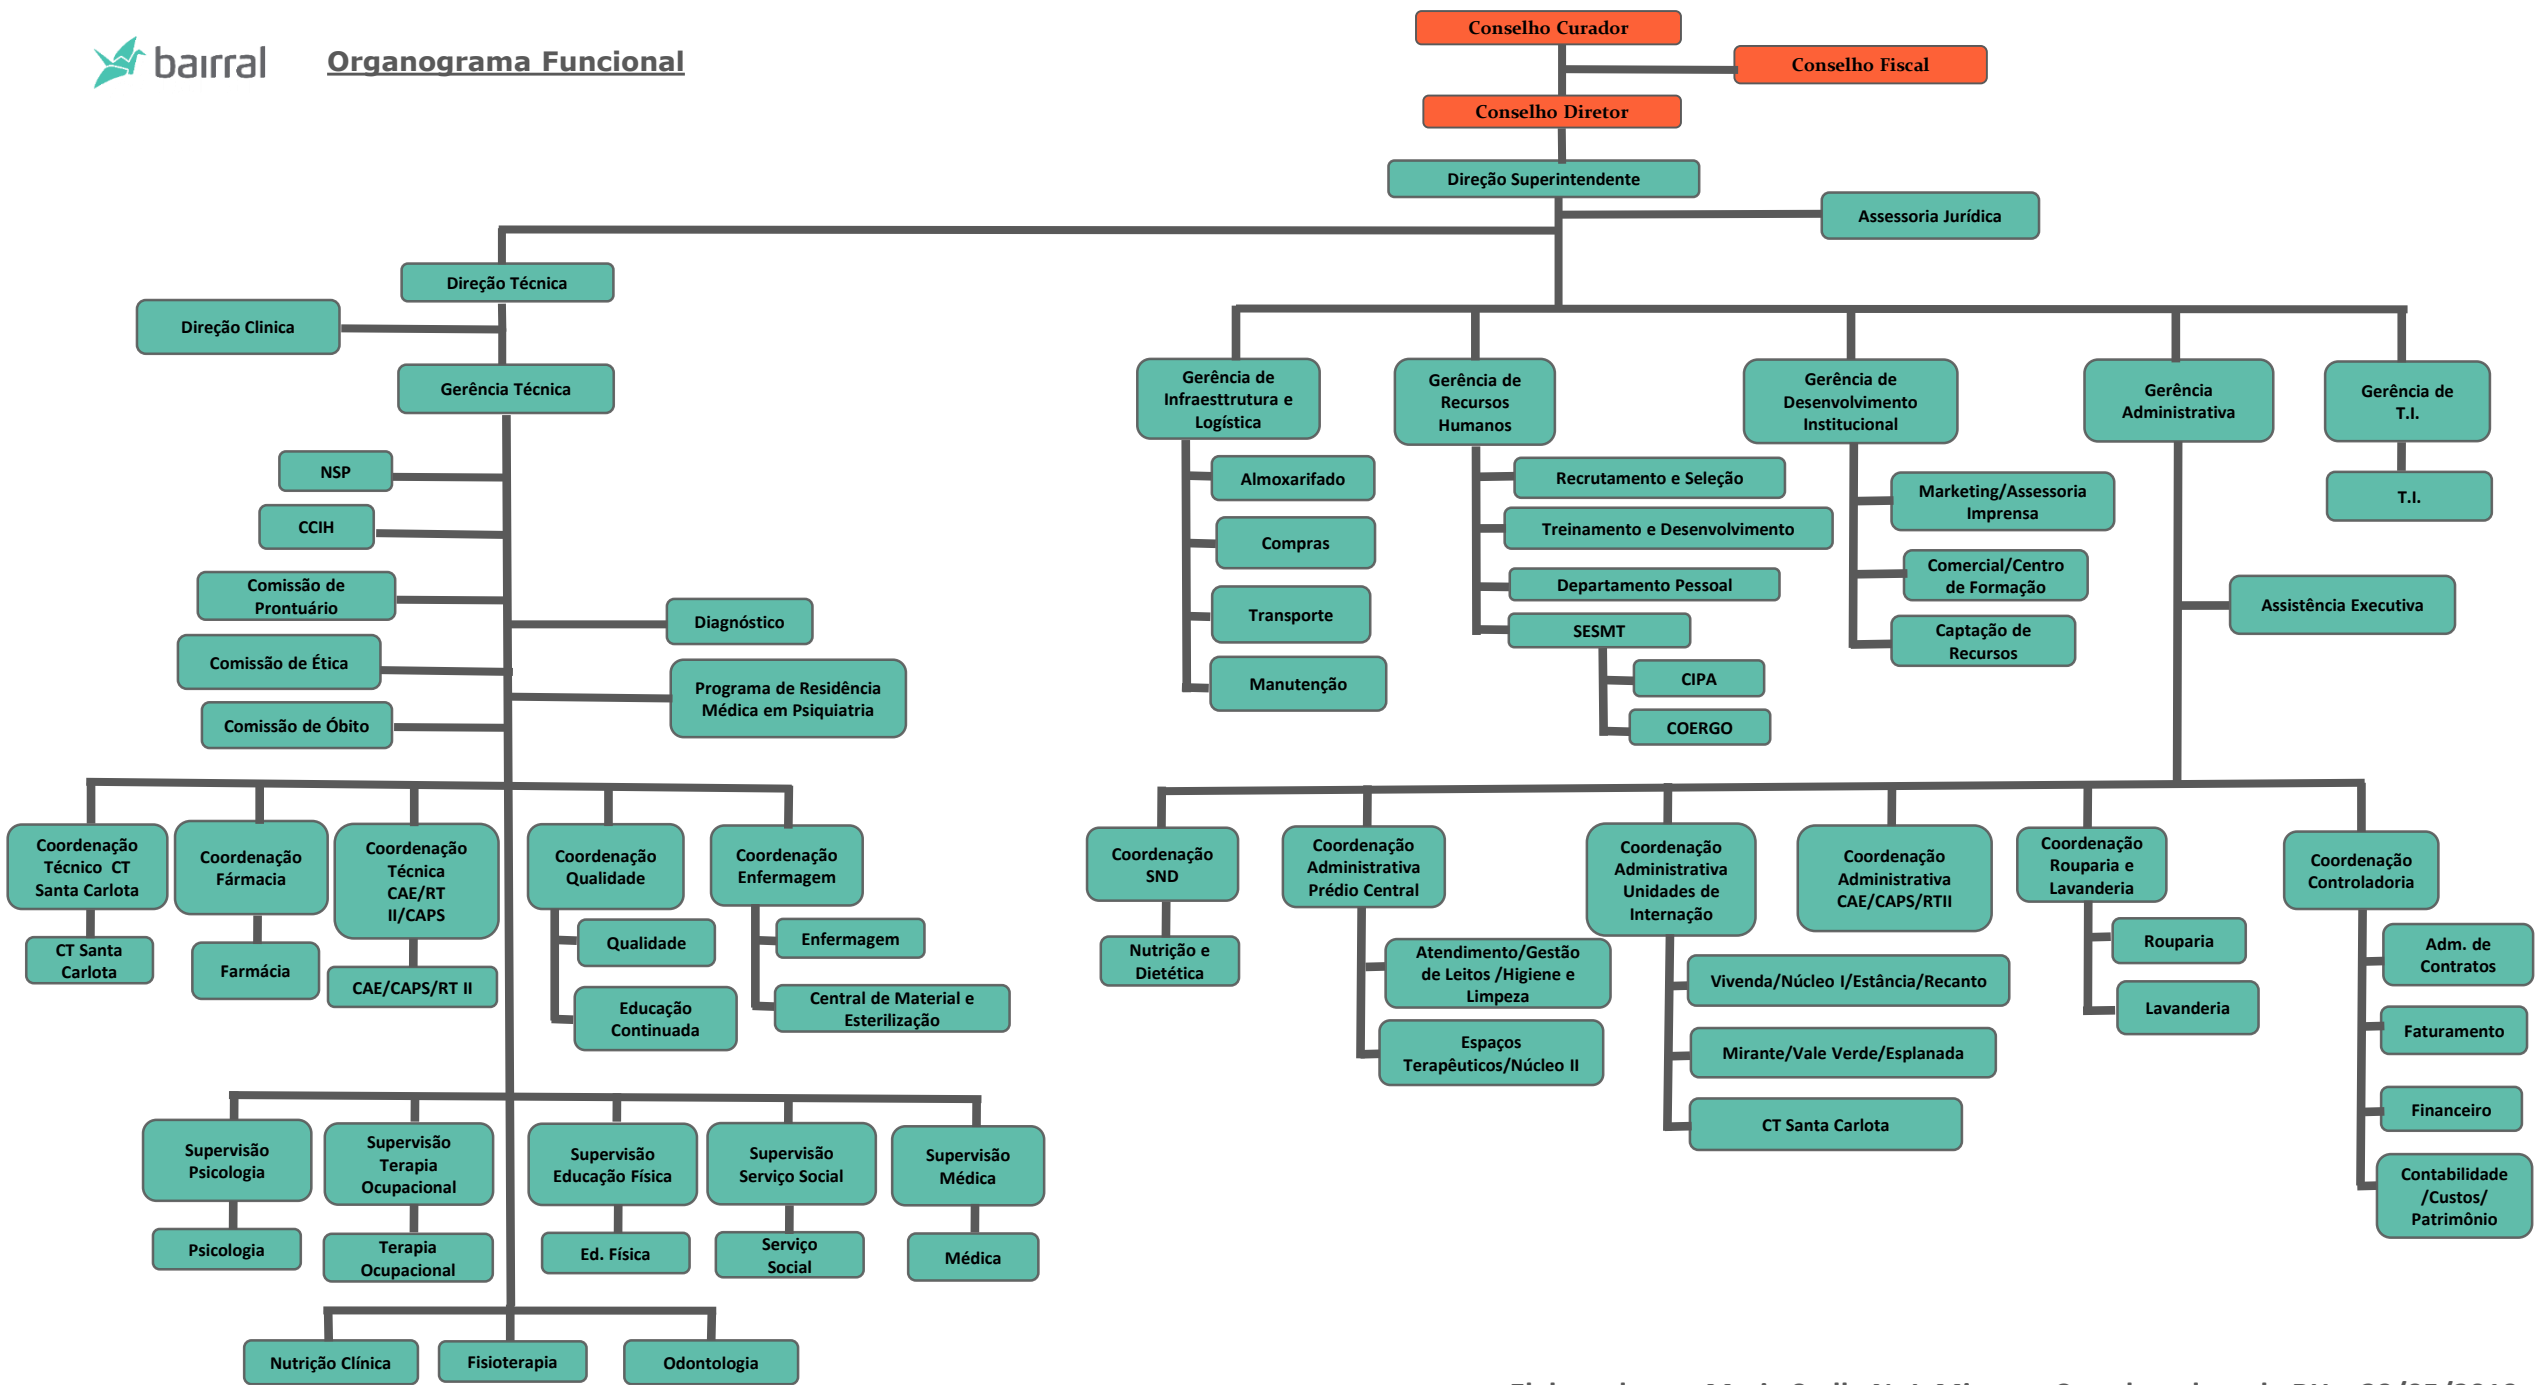 bairral
Organograma Funcional
Conselho Curador
Conselho Fiscal
Conselho Diretor
Direção Superintendente
Assessoria Jurídica
Direção Técnica
Direção Clinica
Gerência Técnica
NSP
CCIH
Comissão de
Prontuário
Comissão de Ética
Comissão de Óbito
Diagnóstico
Programa de Residência
Médica em Psiquiatria
Coordenação
Técnico CT
Santa Carlota
CT Santa
Carlota
Coordenação
Fármacia
Farmácia
Coordenação
Técnica
CAE/RT
II/CAPS
CAE/CAPS/RT II
Coordenação
Qualidade
Qualidade
Educação
Continuada
Coordenação
Enfermagem
Enfermagem
Central de Material e
Esterilização
Supervisão
Psicologia
Psicologia
Supervisão
Terapia
Ocupacional
Terapia
Ocupacional
Supervisão
Educação Física
Ed. Física
Supervisão
Serviço Social
Serviço
Social
Supervisão
Médica
Médica
Nutrição Clínica
Fisioterapia
Odontologia
Gerência de
Infraesttrutura e
Logística
Almoxarifado
Compras
Transporte
Manutenção
Gerência de
Recursos
Humanos
Recrutamento e Seleção
Treinamento e Desenvolvimento
Departamento Pessoal
SESMT
CIPA
COERGO
Gerência de
Desenvolvimento
Institucional
Marketing/Assessoria
Imprensa
Comercial/Centro
de Formação
Captação de
Recursos
Gerência
Administrativa
Assistência Executiva
Gerência de
T.I.
T.I.
Coordenação
SND
Nutrição e
Dietética
Coordenação
Administrativa
Prédio Central
Atendimento/Gestão
de Leitos /Higiene e
Limpeza
Espaços
Terapêuticos/Núcleo II
Coordenação
Administrativa
Unidades de
Internação
Vivenda/Núcleo I/Estância/Recanto
Mirante/Vale Verde/Esplanada
CT Santa Carlota
Coordenação
Administrativa
CAE/CAPS/RTII
Coordenação
Rouparia e
Lavanderia
Rouparia
Lavanderia
Coordenação
Controladoria
Adm. de
Contratos
Faturamento
Financeiro
Contabilidade
/Custos/
Patrimônio